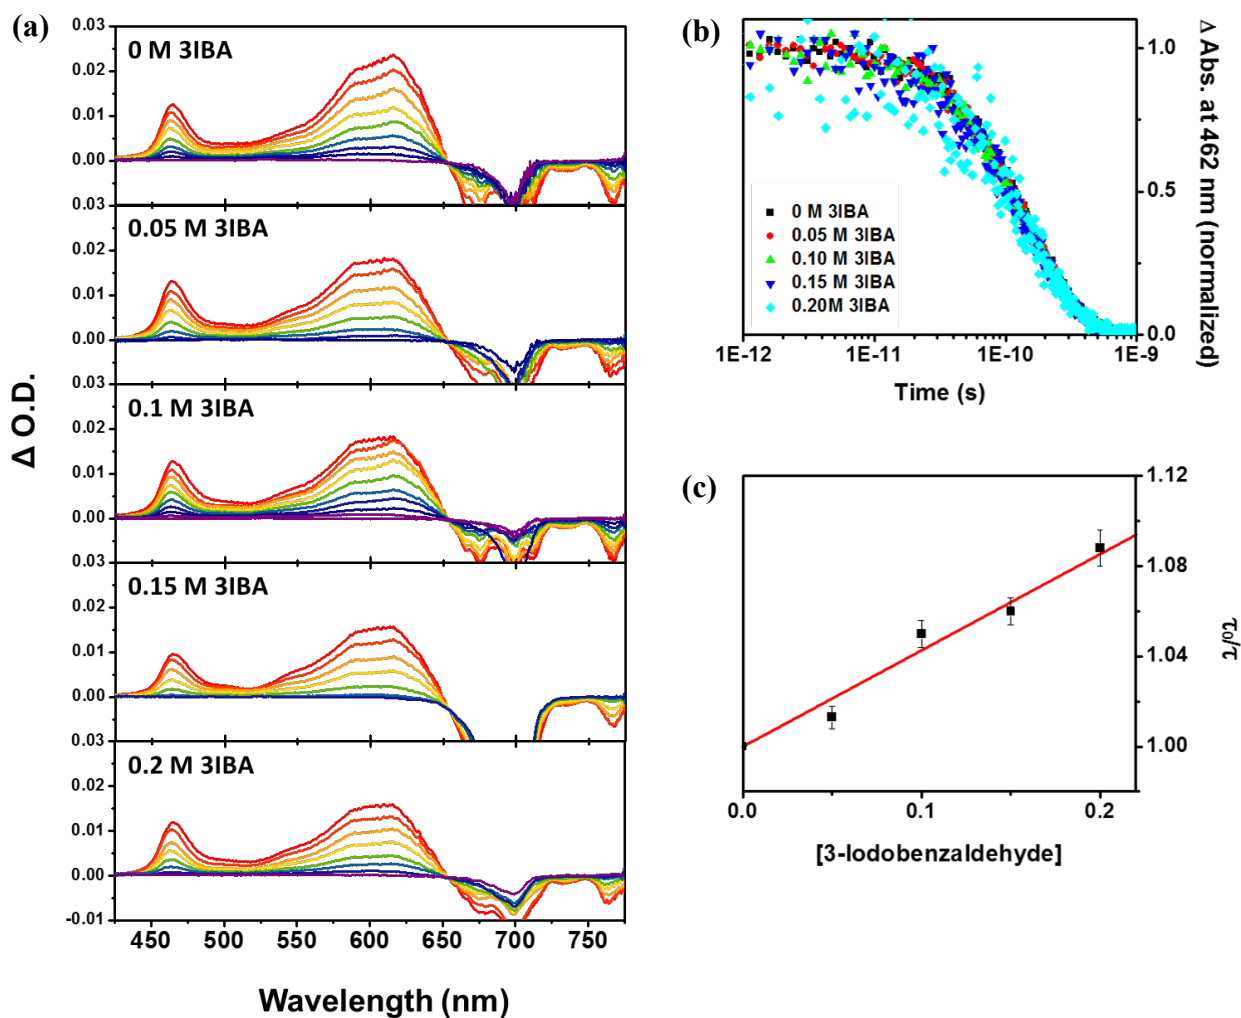 (a)
Δ O.D.
0.03
0.02
0.01
0.00
0 M 3IBA
0.03
0.02
0.01
0.00
0.05 M 3IBA
0.03
0.02
0.01
0.00
0.1 M 3IBA
0.03
0.02
0.01
0.00
0.15 M 3IBA
0.03
0.02
0.01
0.00
-0.01
0.2 M 3IBA
450 500 550 600 650 700 750
Wavelength (nm)
(b)
1.0
0.5
0.0
Δ Abs. at 462 nm (normalized)
0 M 3IBA
0.05 M 3IBA
0.10 M 3IBA
0.15 M 3IBA
0.20M 3IBA
1E-12 1E-11 1E-10 1E-9
Time (s)
(c)
1.12
1.08
1.04
1.00
τ0/τ
0.0 0.1 0.2
[3-Iodobenzaldehyde]